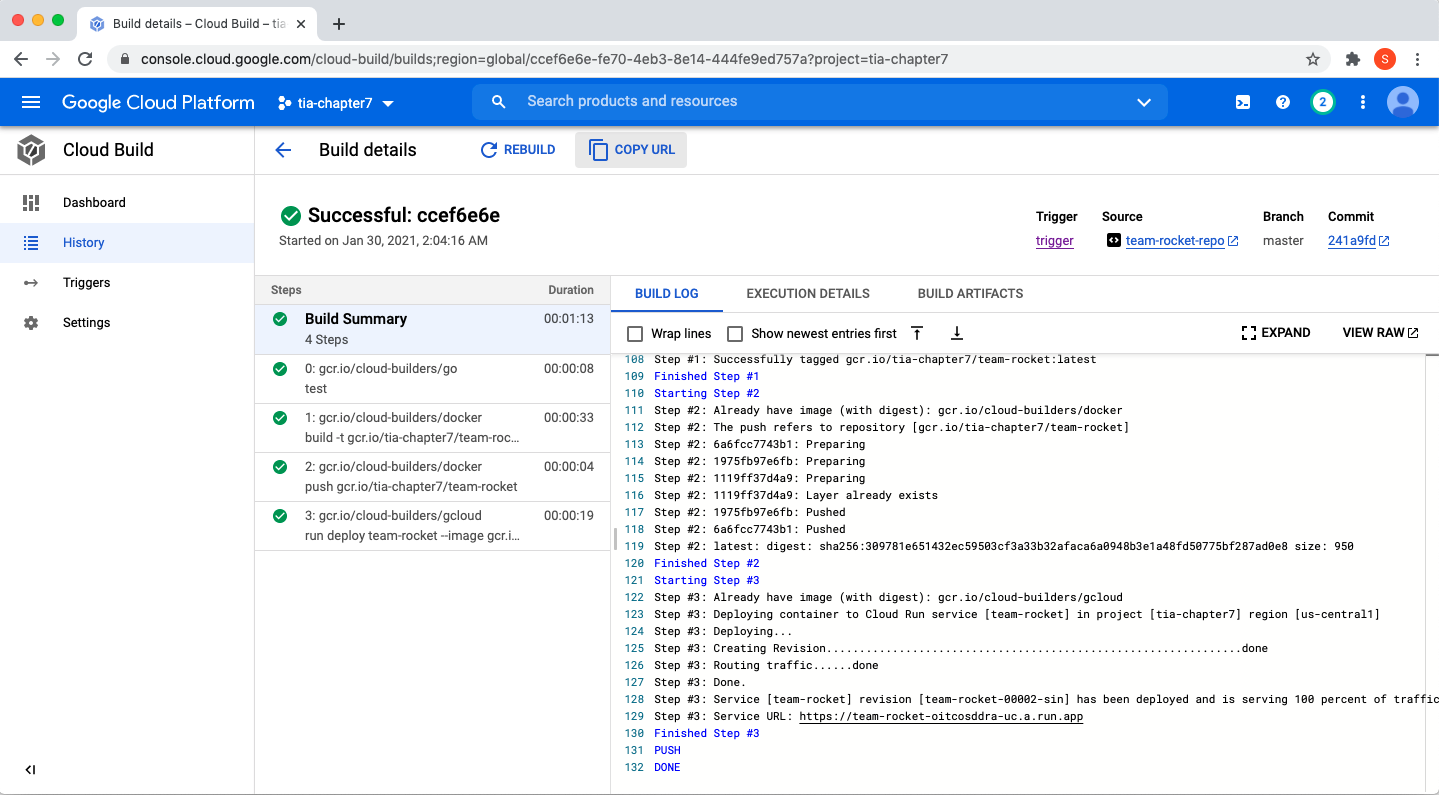 Build details – Cloud Build – tia
console.cloud.google.com/cloud-build/builds;region=global/ccef6e6e-fe70-4eb3-8e14-444fe9ed757a?project=tia-chapter7
S
Google Cloud Platform
tia-chapter7
Search products and resources
2
Cloud Build
Build details
REBUILD
COPY URL
Dashboard
History
Triggers
Settings
Successful: ccef6e6e
Started on Jan 30, 2021, 2:04:16 AM
Trigger Source Branch Commit
trigger team-rocket-repo master 241a9fd
Steps Duration
Build Summary 00:01:13
4 Steps
0: gcr.io/cloud-builders/go 00:00:08
test
1: gcr.io/cloud-builders/docker 00:00:33
build -t gcr.io/tia-chapter7/team-roc...
2: gcr.io/cloud-builders/docker 00:00:04
push gcr.io/tia-chapter7/team-rocket
3: gcr.io/cloud-builders/gcloud 00:00:19
run deploy team-rocket --image gcr.i...
BUILD LOG EXECUTION DETAILS BUILD ARTIFACTS
Wrap lines Show newest entries first EXPAND VIEW RAW
108 Step #1: Successfully tagged gcr.io/tia-chapter7/team-rocket:latest
109 Finished Step #1
110 Starting Step #2
111 Step #2: Already have image (with digest): gcr.io/cloud-builders/docker
112 Step #2: The push refers to repository [gcr.io/tia-chapter7/team-rocket]
113 Step #2: 6a6fcc7743b1: Preparing
114 Step #2: 1975fb97e6fb: Preparing
115 Step #2: 1119ff37d4a9: Preparing
116 Step #2: 1119ff37d4a9: Layer already exists
117 Step #2: 1975fb97e6fb: Pushed
118 Step #2: 6a6fcc7743b1: Pushed
119 Step #2: latest: digest: sha256:309781e651432ec59503cf3a33b32afaca6a0948b3e1a48fd50775bf287ad0e8 size: 950
120 Finished Step #2
121 Starting Step #3
122 Step #3: Already have image (with digest): gcr.io/cloud-builders/gcloud
123 Step #3: Deploying container to Cloud Run service [team-rocket] in project [tia-chapter7] region [us-central1]
124 Step #3: Deploying...
125 Step #3: Creating Revision...............................................................done
126 Step #3: Routing traffic......done
127 Step #3: Done.
128 Step #3: Service [team-rocket] revision [team-rocket-00002-sin] has been deployed and is serving 100 percent of traffic
129 Step #3: Service URL: https://team-rocket-oitcosddra-uc.a.run.app
130 Finished Step #3
131 PUSH
132 DONE